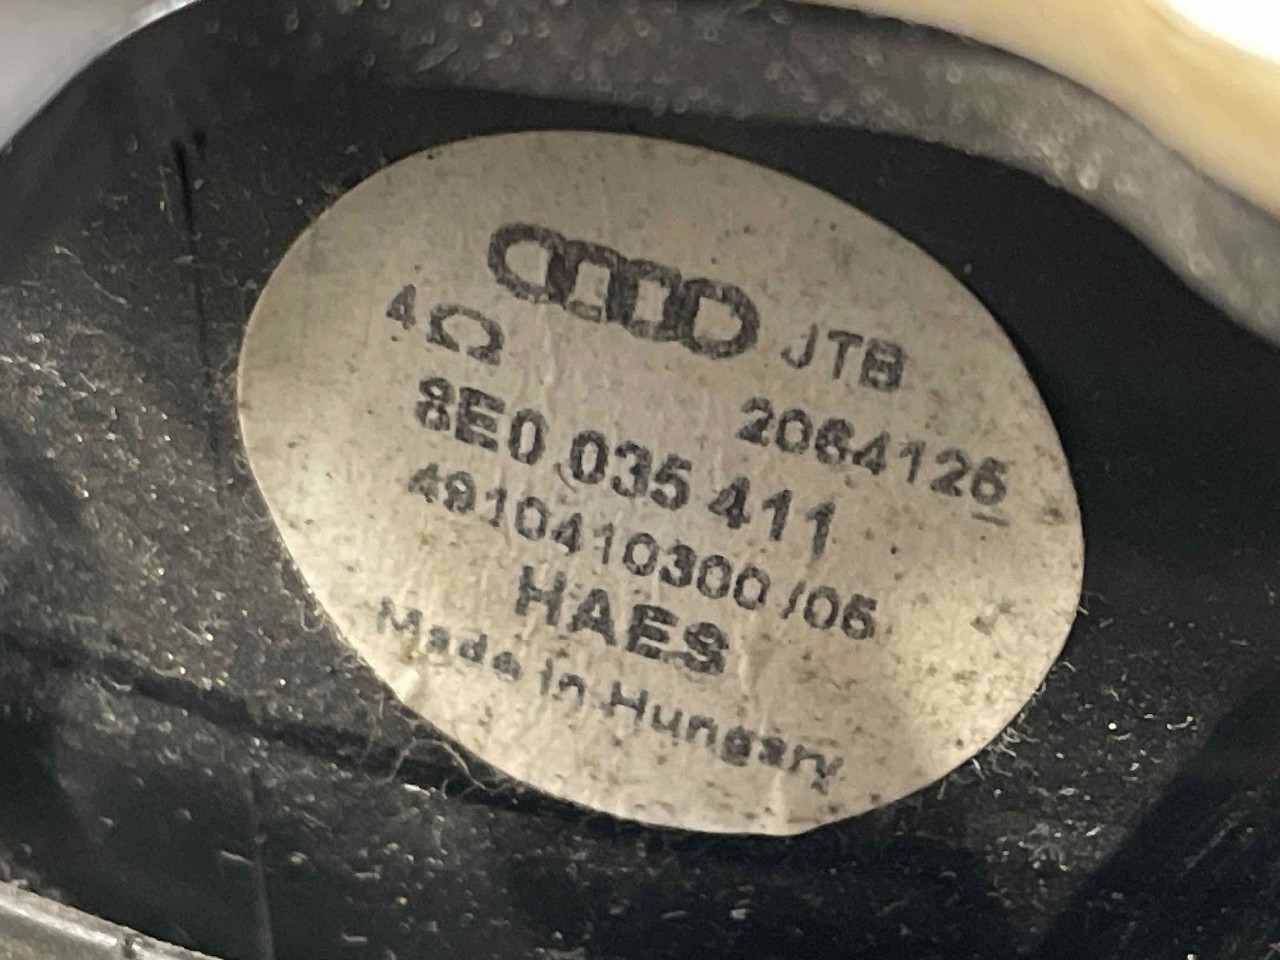 JTB
4Ω
2064126
8E0 035 411
4910410300/05
HAES
Made in Hungary